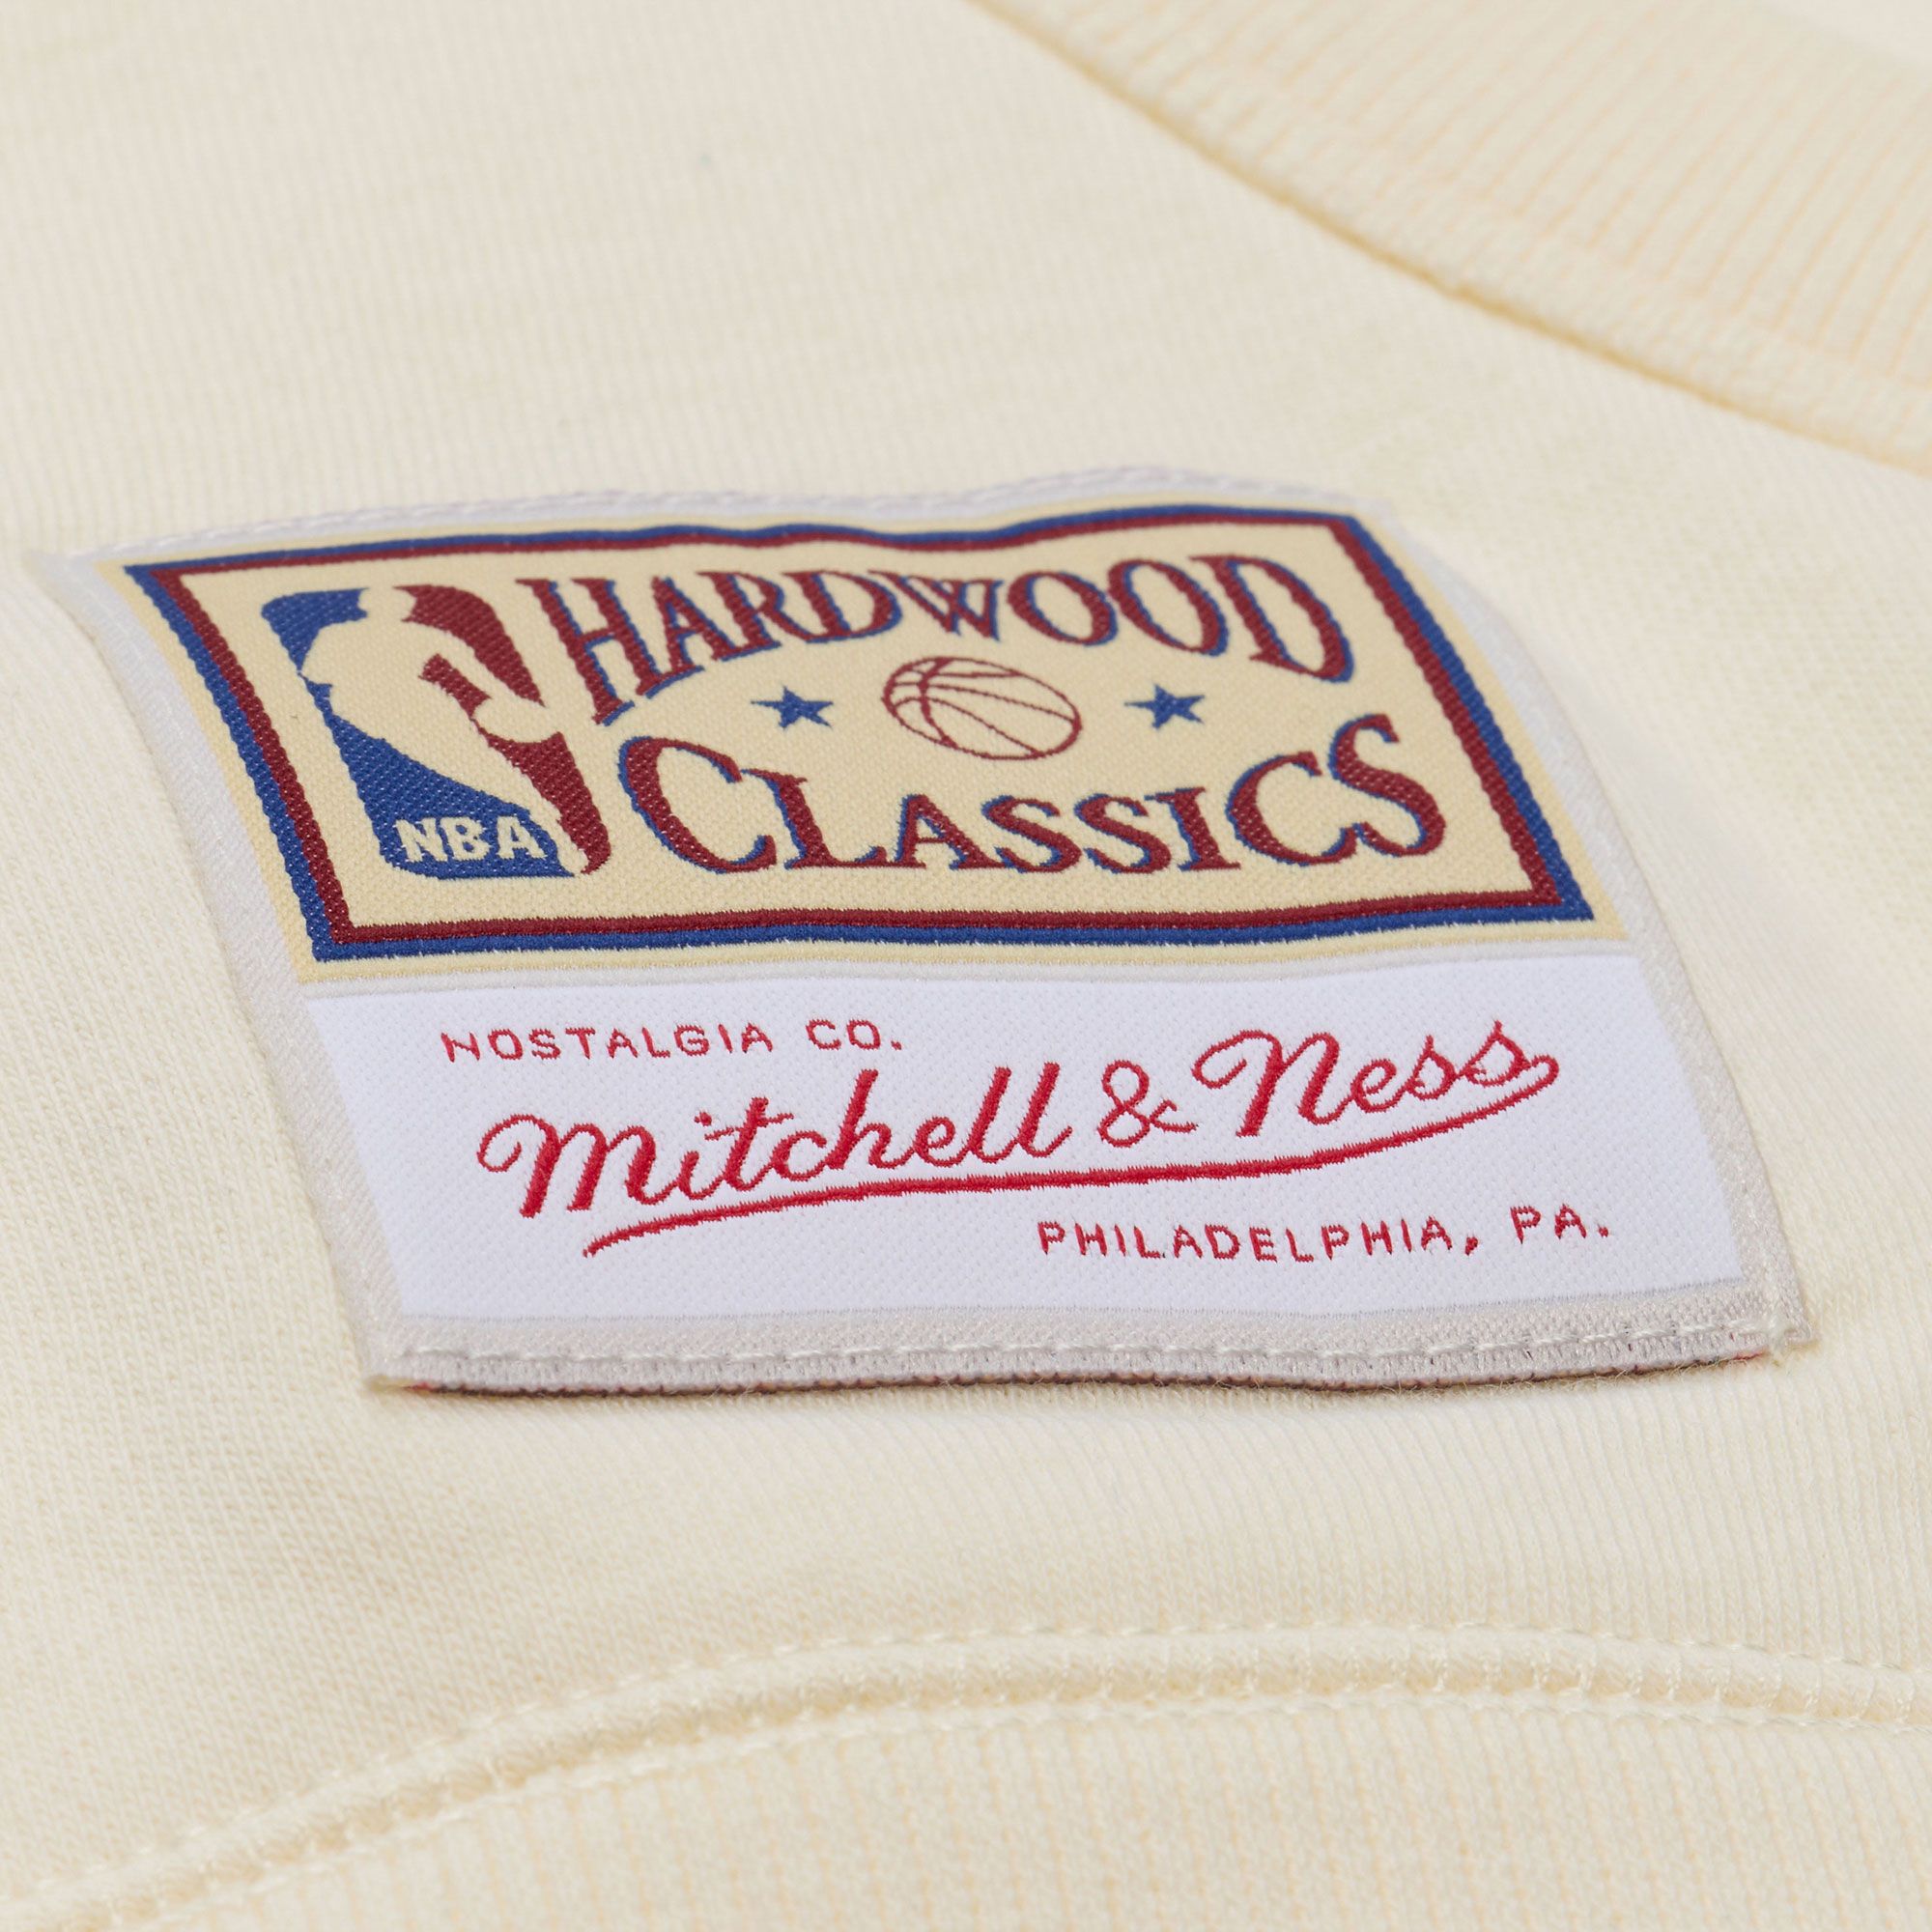 HARDWOOD
CLASSICS
NBA
NOSTALGIA CO.
Mitchell & Ness
PHILADELPHIA, PA.